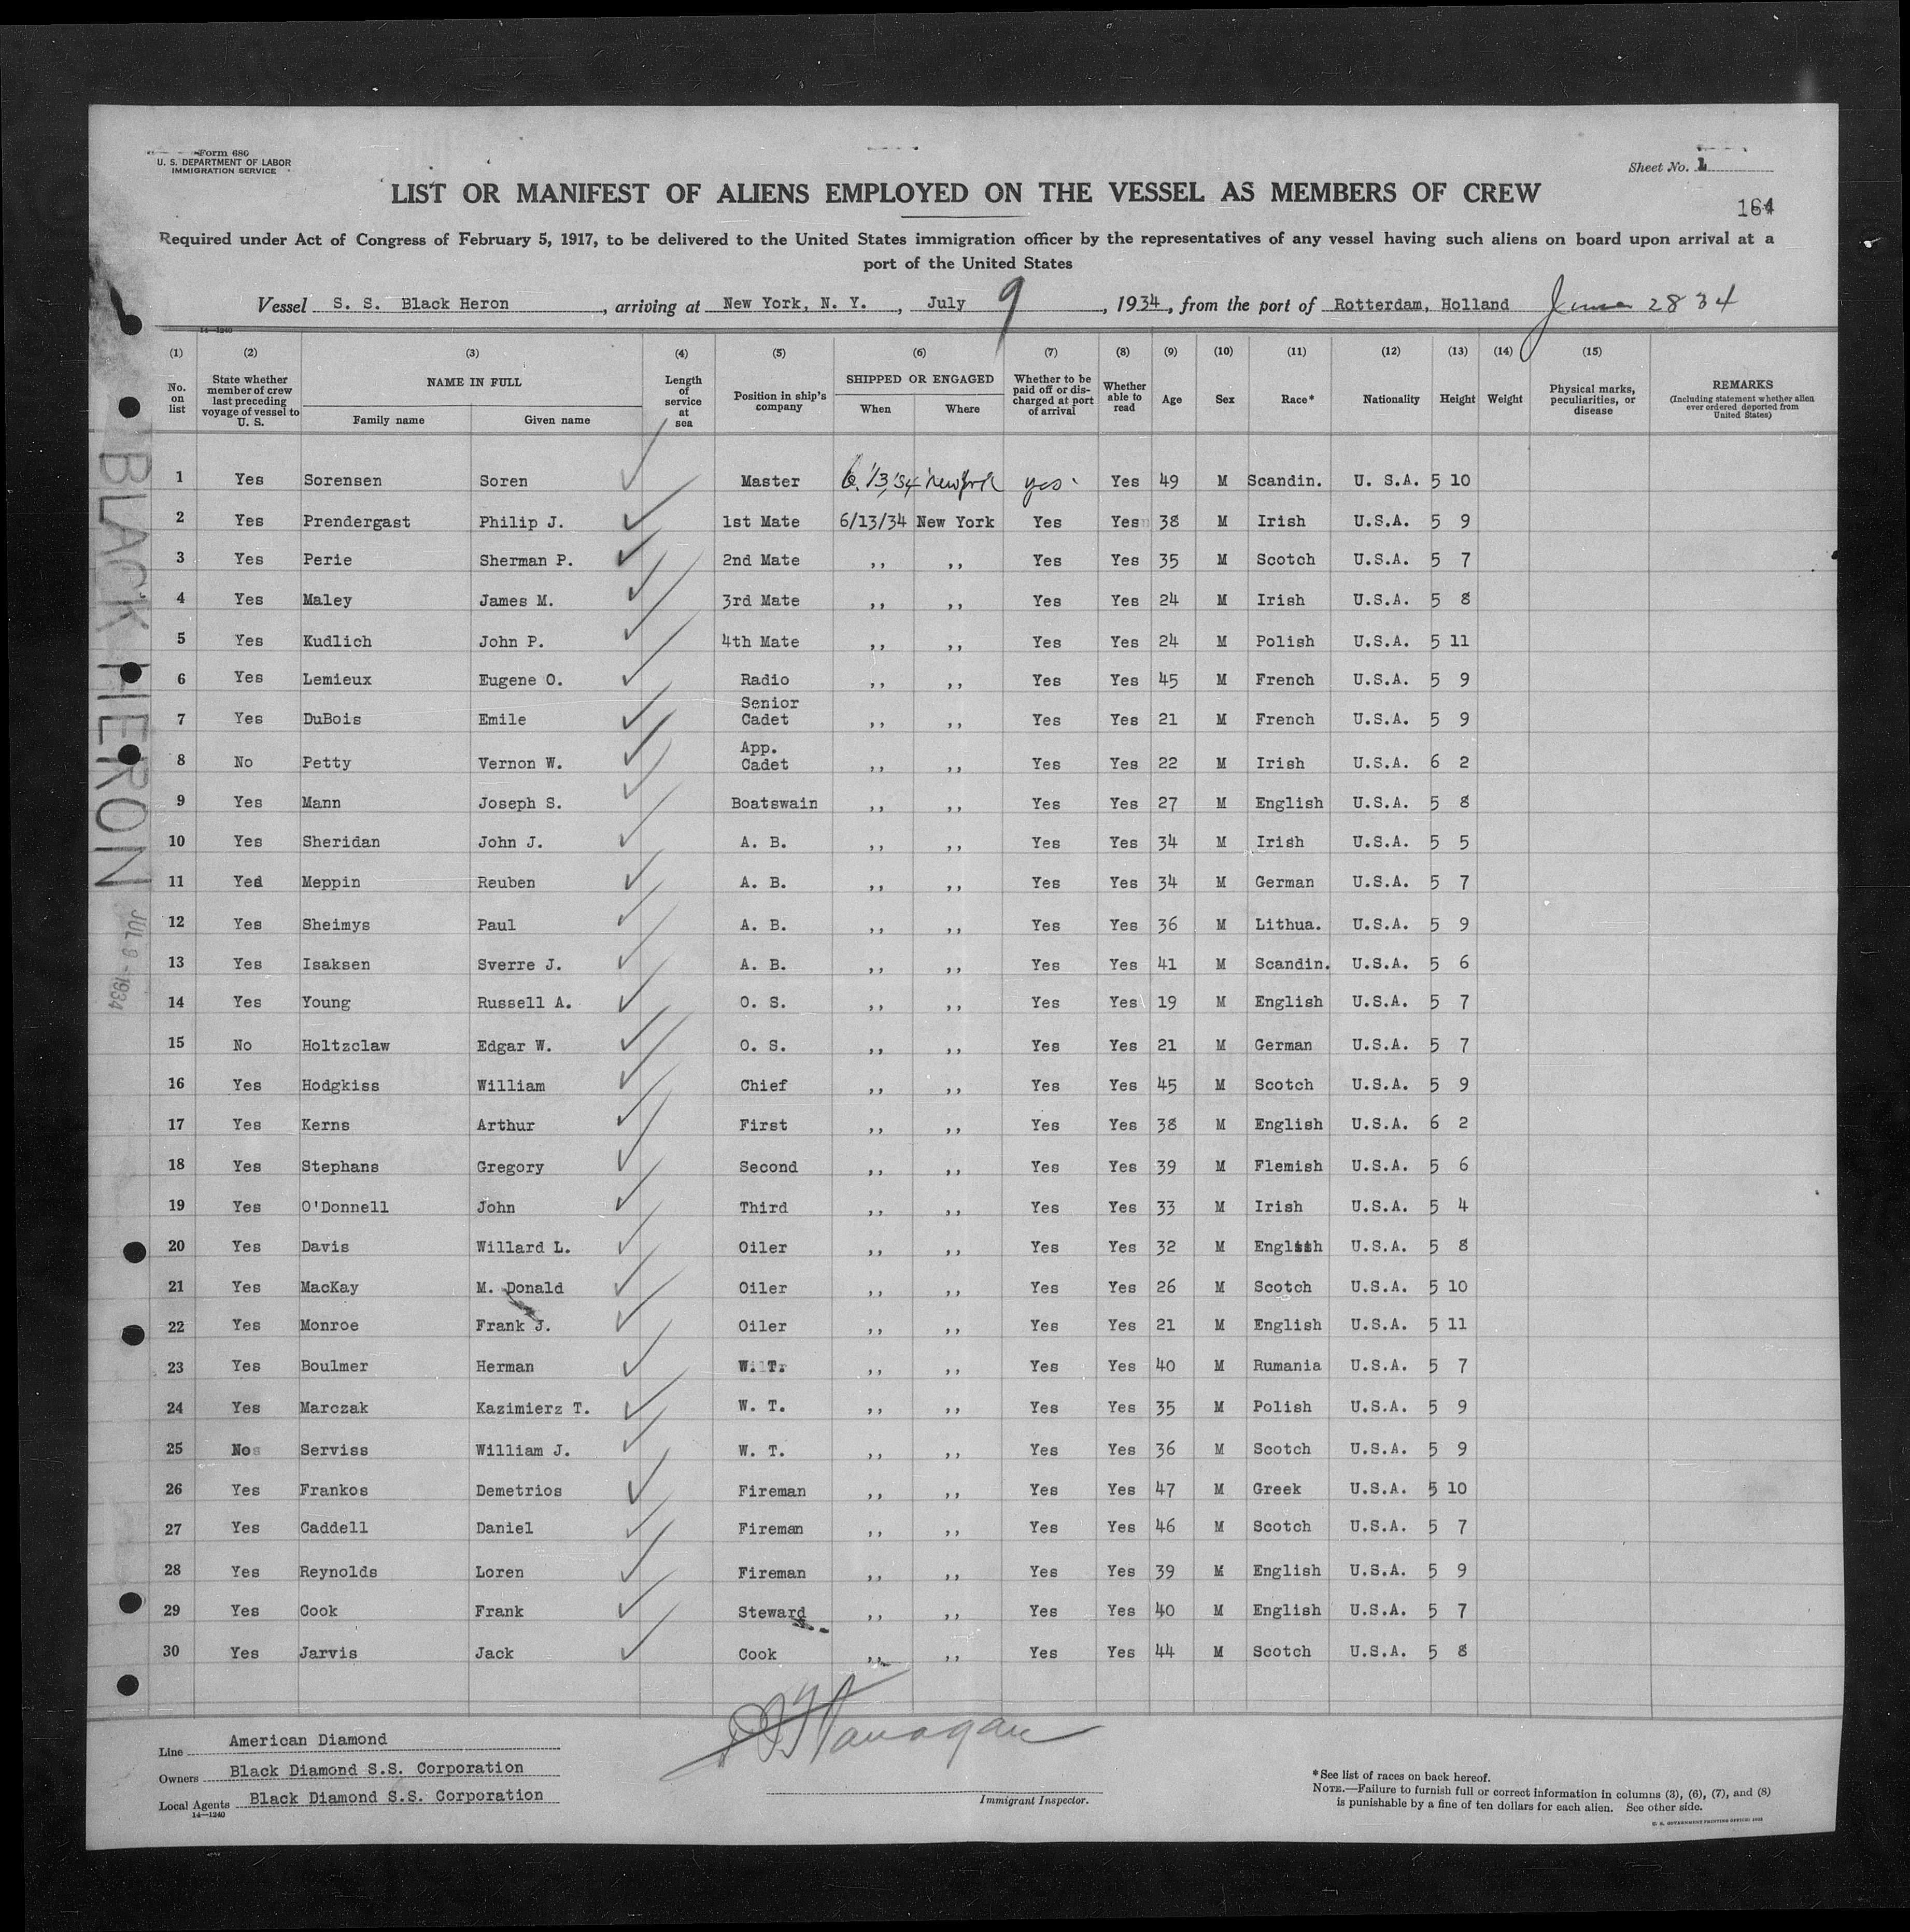 Form 680
U. S. DEPARTMENT OF LABOR
IMMIGRATION SERVICE
Sheet No. 1
LIST OR MANIFEST OF ALIENS EMPLOYED ON THE VESSEL AS MEMBERS OF CREW
164
Required under Act of Congress of February 5, 1917, to be delivered to the United States immigration officer by the representatives of any vessel having such aliens on board upon arrival at a
port of the United States
Vessel S. S. Black Heron, arriving at New York, N. Y., July 9, 1934, from the port of Rotterdam, Holland June 28 34
14—1240
(1) (2) (3) (4) (5) (6) (7) (8) (9) (10) (11) (12) (13) (14) (15)
No. on list State whether member of crew last preceding voyage of vessel to U. S. NAME IN FULL Family name Given name Length of service at sea Position in ship's company SHIPPED OR ENGAGED When Where Whether to be paid off or discharged at port of arrival Whether able to read Age Sex Race* Nationality Height Weight Physical marks, peculiarities, or disease REMARKS (Including statement whether alien ever ordered deported from United States)
1 Yes Sorensen Soren Master 6/13/34 New York yes Yes 49 M Scandin. U. S.A. 5 10
2 Yes Prendergast Philip J. 1st Mate 6/13/34 New York Yes Yes 38 M Irish U.S.A. 5 9
3 Yes Perie Sherman P. 2nd Mate ,, ,, Yes Yes 35 M Scotch U.S.A. 5 7
4 Yes Maley James M. 3rd Mate ,, ,, Yes Yes 24 M Irish U.S.A. 5 8
5 Yes Kudlich John P. 4th Mate ,, ,, Yes Yes 24 M Polish U.S.A. 5 11
6 Yes Lemieux Eugene O. Radio ,, ,, Yes Yes 45 M French U.S.A. 5 9
7 Yes DuBois Emile Senior Cadet ,, ,, Yes Yes 21 M French U.S.A. 5 9
8 No Petty Vernon W. App. Cadet ,, ,, Yes Yes 22 M Irish U.S.A. 6 2
9 Yes Mann Joseph S. Boatswain ,, ,, Yes Yes 27 M English U.S.A. 5 8
10 Yes Sheridan John J. A. B. ,, ,, Yes Yes 34 M Irish U.S.A. 5 5
11 Yes Meppin Reuben A. B. ,, ,, Yes Yes 34 M German U.S.A. 5 7
12 Yes Sheimys Paul A. B. ,, ,, Yes Yes 36 M Lithua. U.S.A. 5 9
13 Yes Isaksen Sverre J. A. B. ,, ,, Yes Yes 41 M Scandin. U.S.A. 5 6
14 Yes Young Russell A. O. S. ,, ,, Yes Yes 19 M English U.S.A. 5 7
15 No Holtzclaw Edgar W. O. S. ,, ,, Yes Yes 21 M German U.S.A. 5 7
16 Yes Hodgkiss William Chief ,, ,, Yes Yes 45 M Scotch U.S.A. 5 9
17 Yes Kerns Arthur First ,, ,, Yes Yes 38 M English U.S.A. 6 2
18 Yes Stephans Gregory Second ,, ,, Yes Yes 39 M Flemish U.S.A. 5 6
19 Yes O'Donnell John Third ,, ,, Yes Yes 33 M Irish U.S.A. 5 4
20 Yes Davis Willard L. Oiler ,, ,, Yes Yes 32 M English U.S.A. 5 8
21 Yes MacKay M. Donald Oiler ,, ,, Yes Yes 26 M Scotch U.S.A. 5 10
22 Yes Monroe Frank J. Oiler ,, ,, Yes Yes 21 M English U.S.A. 5 11
23 Yes Boulmer Herman W. T. ,, ,, Yes Yes 40 M Rumania U.S.A. 5 7
24 Yes Marczak Kazimierz T. W. T. ,, ,, Yes Yes 35 M Polish U.S.A. 5 9
25 No Serviss William J. W. T. ,, ,, Yes Yes 36 M Scotch U.S.A. 5 9
26 Yes Frankos Demetrios Fireman ,, ,, Yes Yes 47 M Greek U.S.A. 5 10
27 Yes Caddell Daniel Fireman ,, ,, Yes Yes 46 M Scotch U.S.A. 5 7
28 Yes Reynolds Loren Fireman ,, ,, Yes Yes 39 M English U.S.A. 5 9
29 Yes Cook Frank Steward ,, ,, Yes Yes 40 M English U.S.A. 5 7
30 Yes Jarvis Jack Cook ,, ,, Yes Yes 44 M Scotch U.S.A. 5 8
BLACK HERON
JUL 9 - 1934
Line American Diamond
Owners Black Diamond S.S. Corporation
Local Agents Black Diamond S.S. Corporation
14—1240
Flanagan
Immigrant Inspector.
*See list of races on back hereof.
NOTE.—Failure to furnish full or correct information in columns (3), (6), (7), and (8)
is punishable by a fine of ten dollars for each alien. See other side.